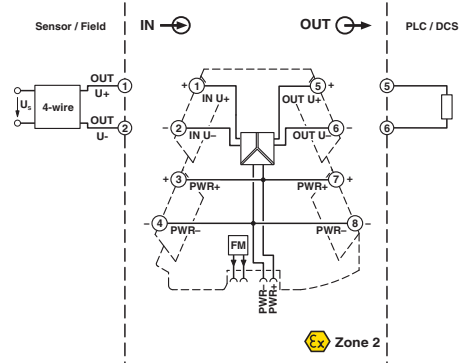 Sensor / Field
IN
OUT
PLC / DCS
OUT
U+
1
+ 1
5 +
5
IN U+
OUT U+
Us
4-wire
OUT
U-
2
– 2
6 –
6
IN U–
OUT U–
+ 3
PWR+
PWR+
7 +
– 4
PWR–
PWR–
8 –
FM
PWR–
PWR+
Ex Zone 2